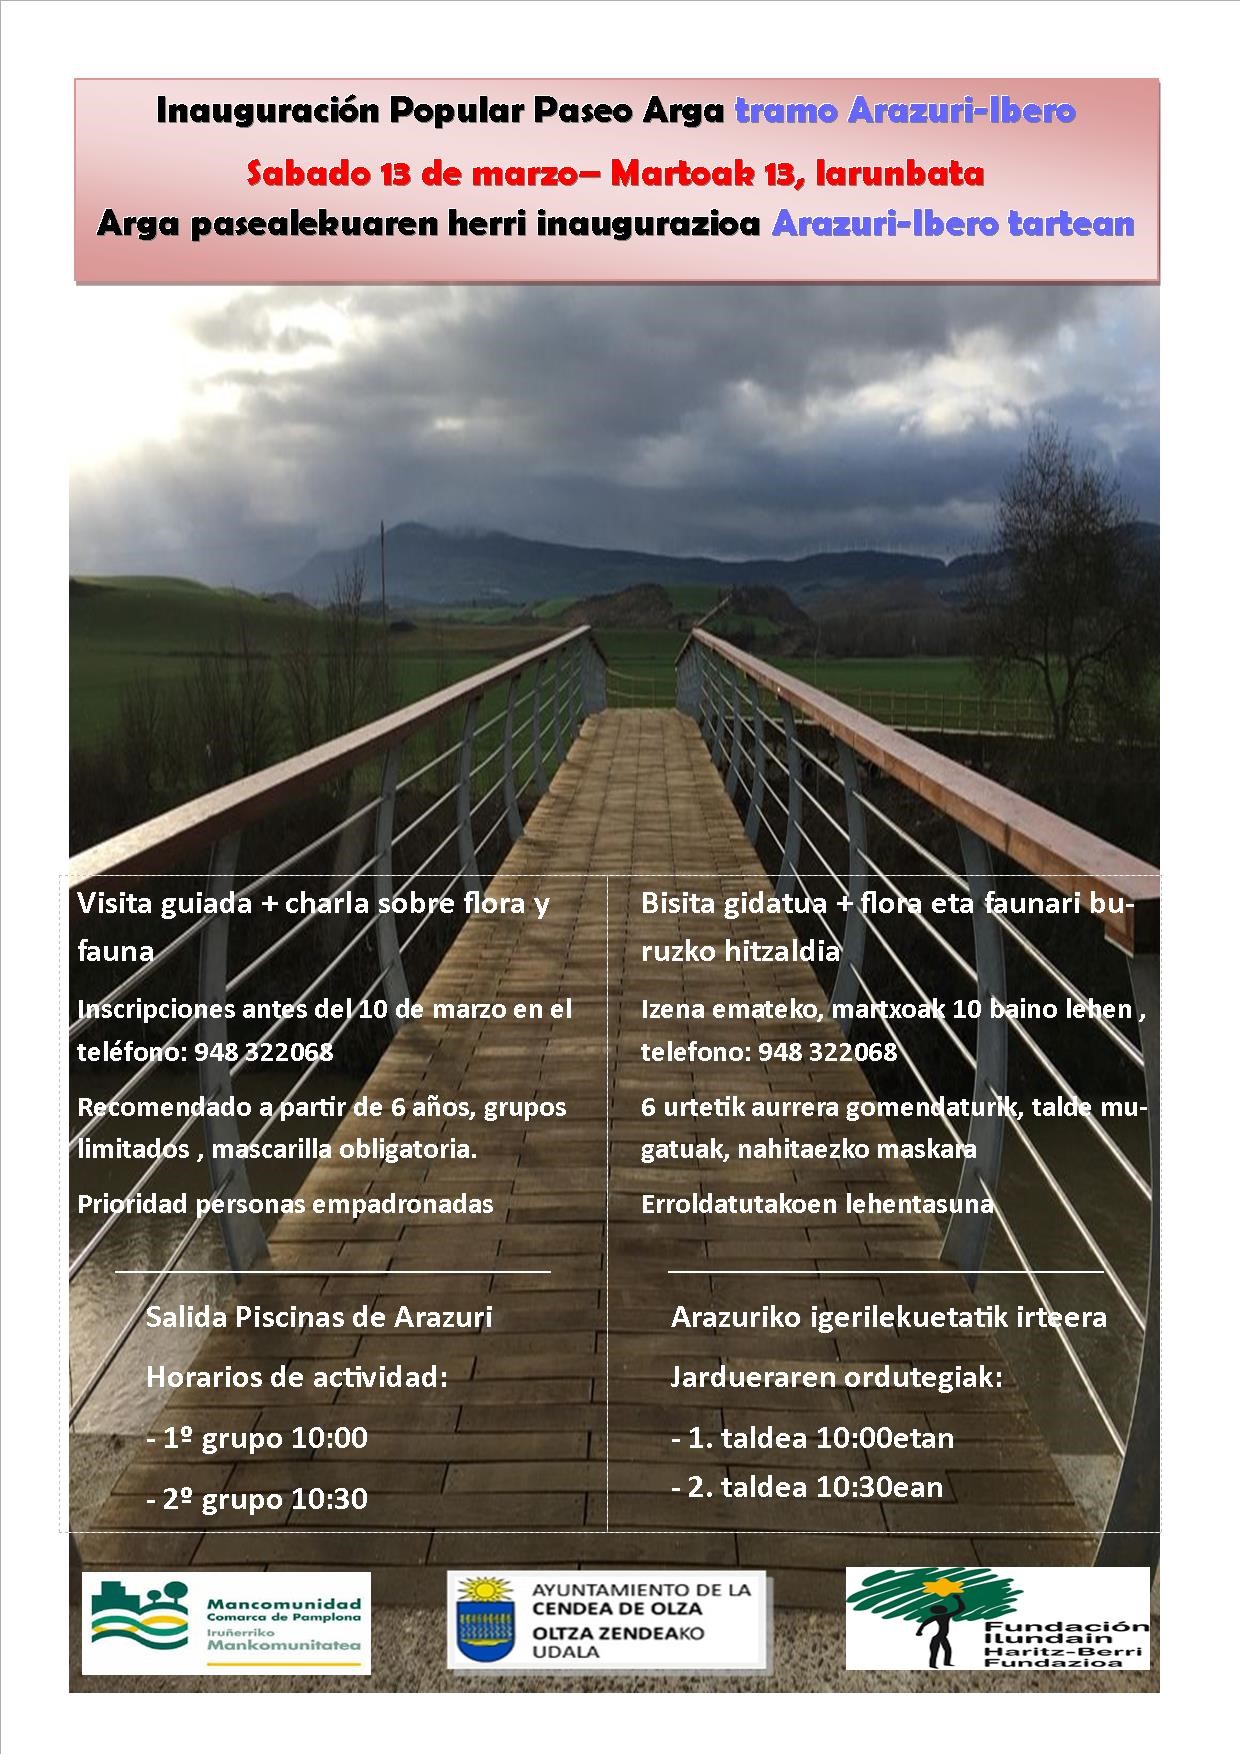 Inauguración Popular Paseo Arga tramo Arazuri-Ibero
Sabado 13 de marzo– Martoak 13, larunbata
Arga pasealekuaren herri inaugurazioa Arazuri-Ibero tartean
Visita guiada + charla sobre flora y
fauna
Inscripciones antes del 10 de marzo en el
teléfono: 948 322068
Recomendado a partir de 6 años, grupos
limitados , mascarilla obligatoria.
Prioridad personas empadronadas
Salida Piscinas de Arazuri
Horarios de actividad:
- 1º grupo 10:00
- 2º grupo 10:30
Bisita gidatua + flora eta faunari bu-
ruzko hitzaldia
Izena emateko, martxoak 10 baino lehen ,
telefono: 948 322068
6 urtetik aurrera gomendaturik, talde mu-
gatuak, nahitaezko maskara
Erroldatutakoen lehentasuna
Arazuriko igerilekuetatik irteera
Jardueraren ordutegiak:
- 1. taldea 10:00etan
- 2. taldea 10:30ean
Mancomunidad
Comarca de Pamplona
Iruñerriko
Mankomunitatea
AYUNTAMIENTO DE LA
CENDEA DE OLZA
OLTZA ZENDEAKO
UDALA
Fundación
Ilundain
Haritz-Berri
Fundazioa